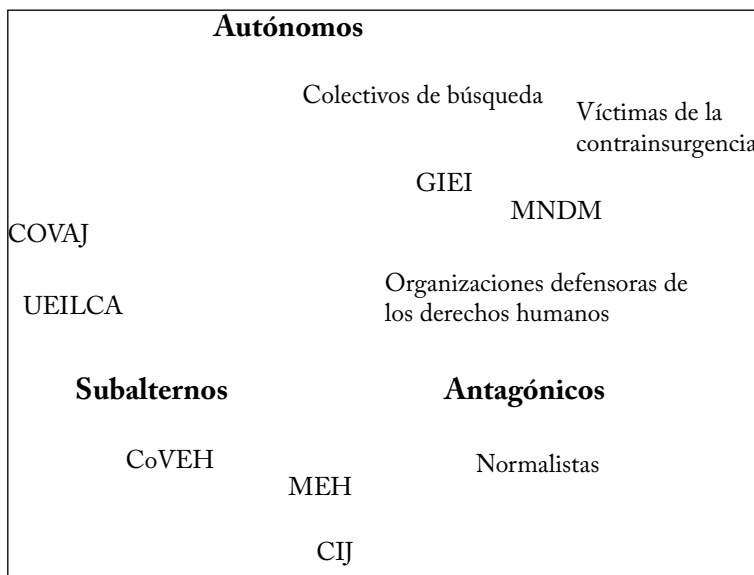 Autónomos
Colectivos de búsqueda
Víctimas de la
contrainsurgencia
GIEI
MNDM
COVAJ
Organizaciones defensoras de
los derechos humanos
UEILCA
Subalternos
Antagónicos
CoVEH
Normalistas
MEH
CIJ